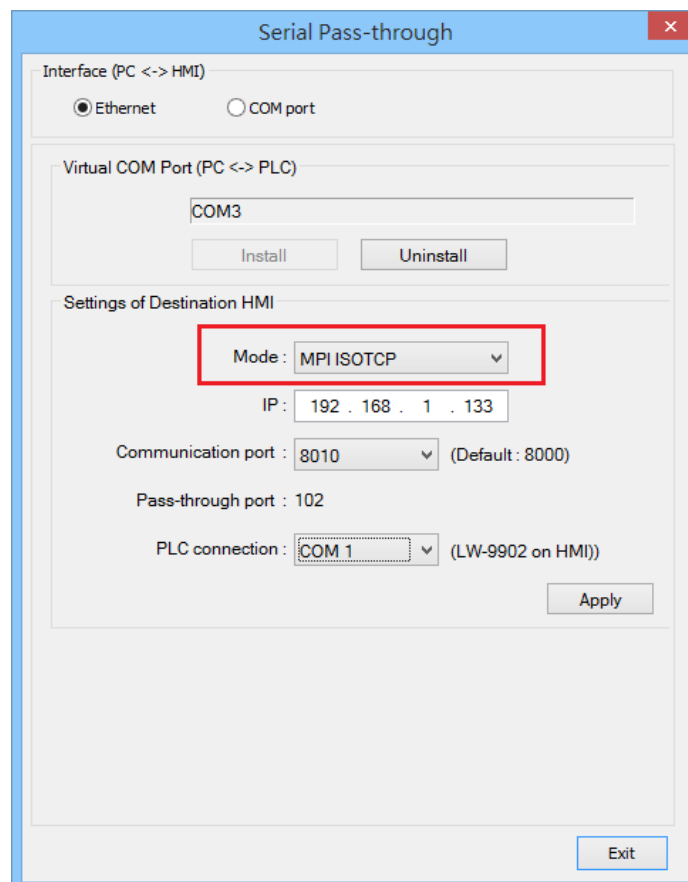 Serial Pass-through
Interface (PC <-> HMI)
Ethernet COM port
Virtual COM Port (PC <-> PLC)
COM3
Install Uninstall
Settings of Destination HMI
Mode : MPI ISOTCP
IP : 192 . 168 . 1 . 133
Communication port : 8010 (Default : 8000)
Pass-through port : 102
PLC connection : COM 1 (LW-9902 on HMI))
Apply
Exit